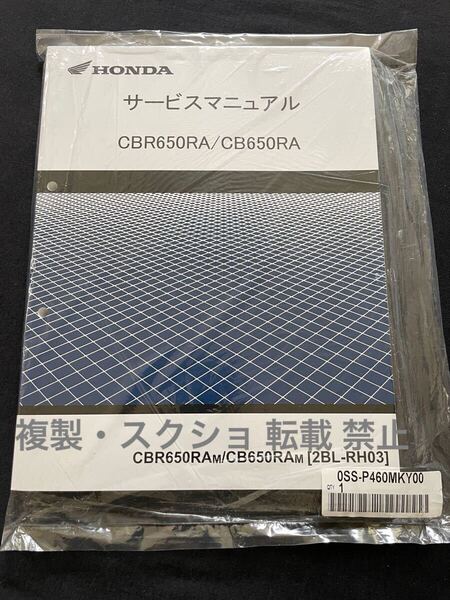 HONDA
サービスマニュアル
CBR650RA/CB650RA
複製・スクショ 転載 禁止
CBR650RAM/CB650RAM [2BL-RH03]
0SS-P460MKY00
QTY 1